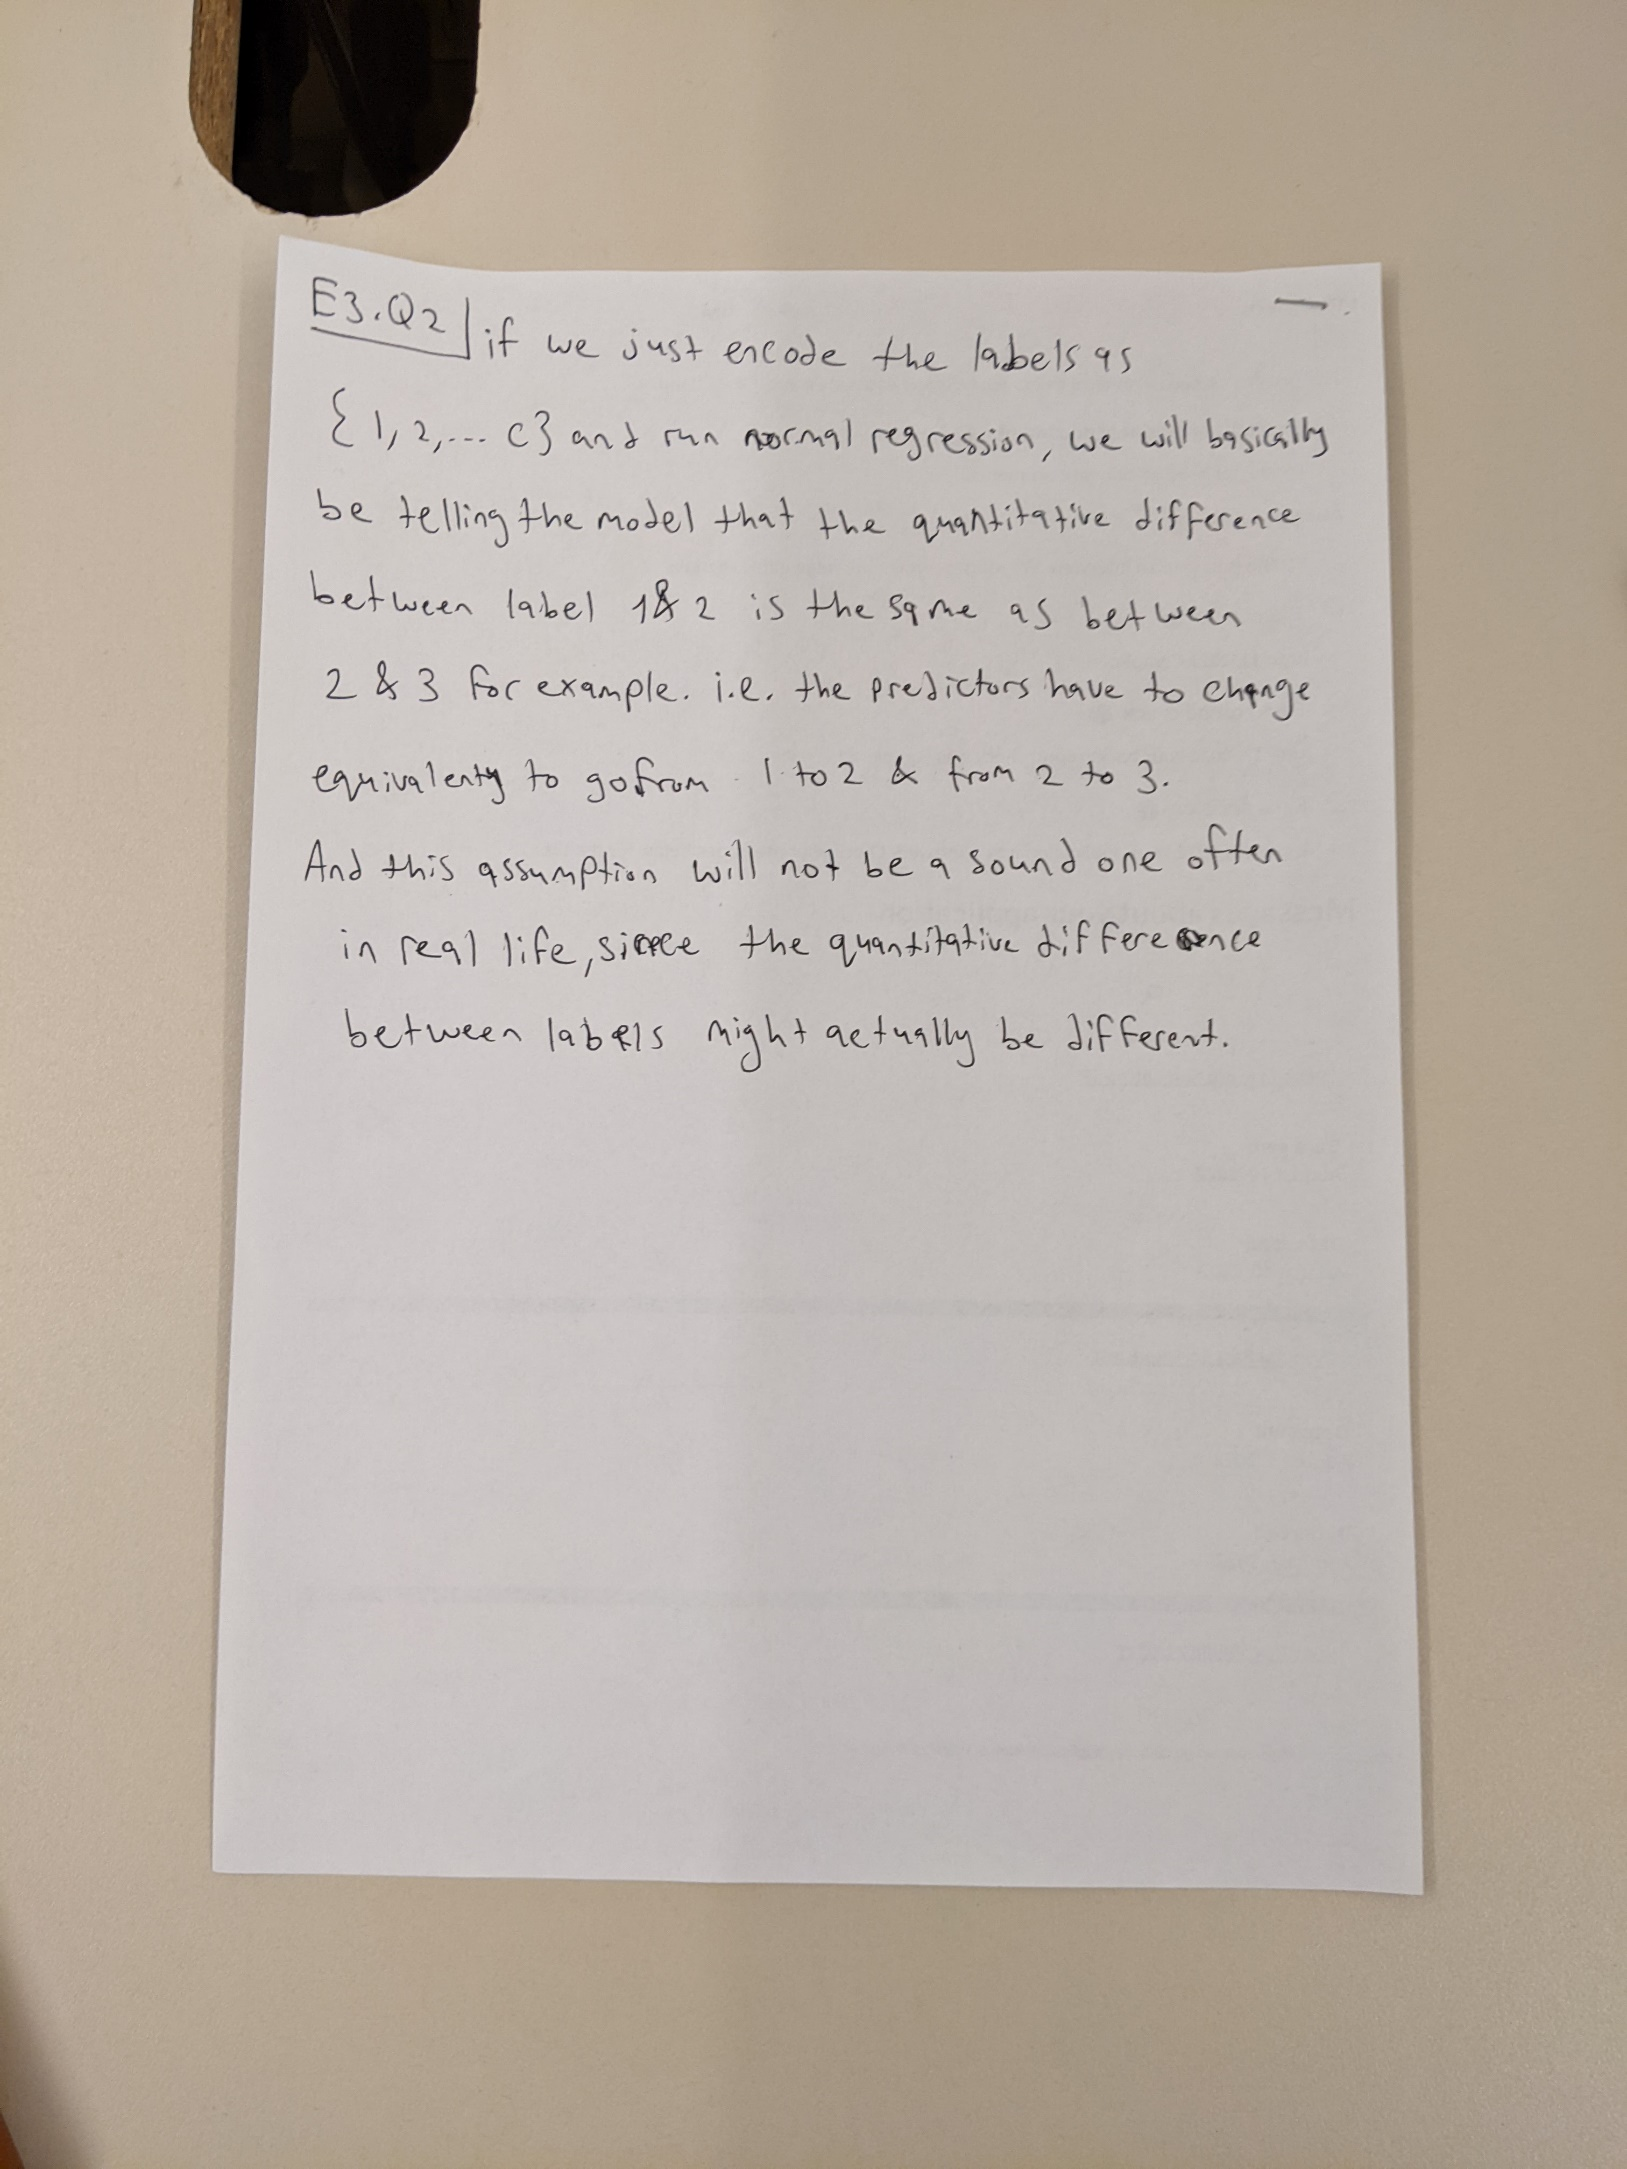 E3.Q2 if we just encode the labels as
{1, 2, ... c} and run normal regression, we will basically
be telling the model that the quantitative difference
between label 1 & 2 is the same as between
2 & 3 for example. i.e. the predictors have to change
equivalenty to go from 1 to 2 & from 2 to 3.
And this assumption will not be a sound one often
in real life, since the quantitative difference
between labels might actually be different.